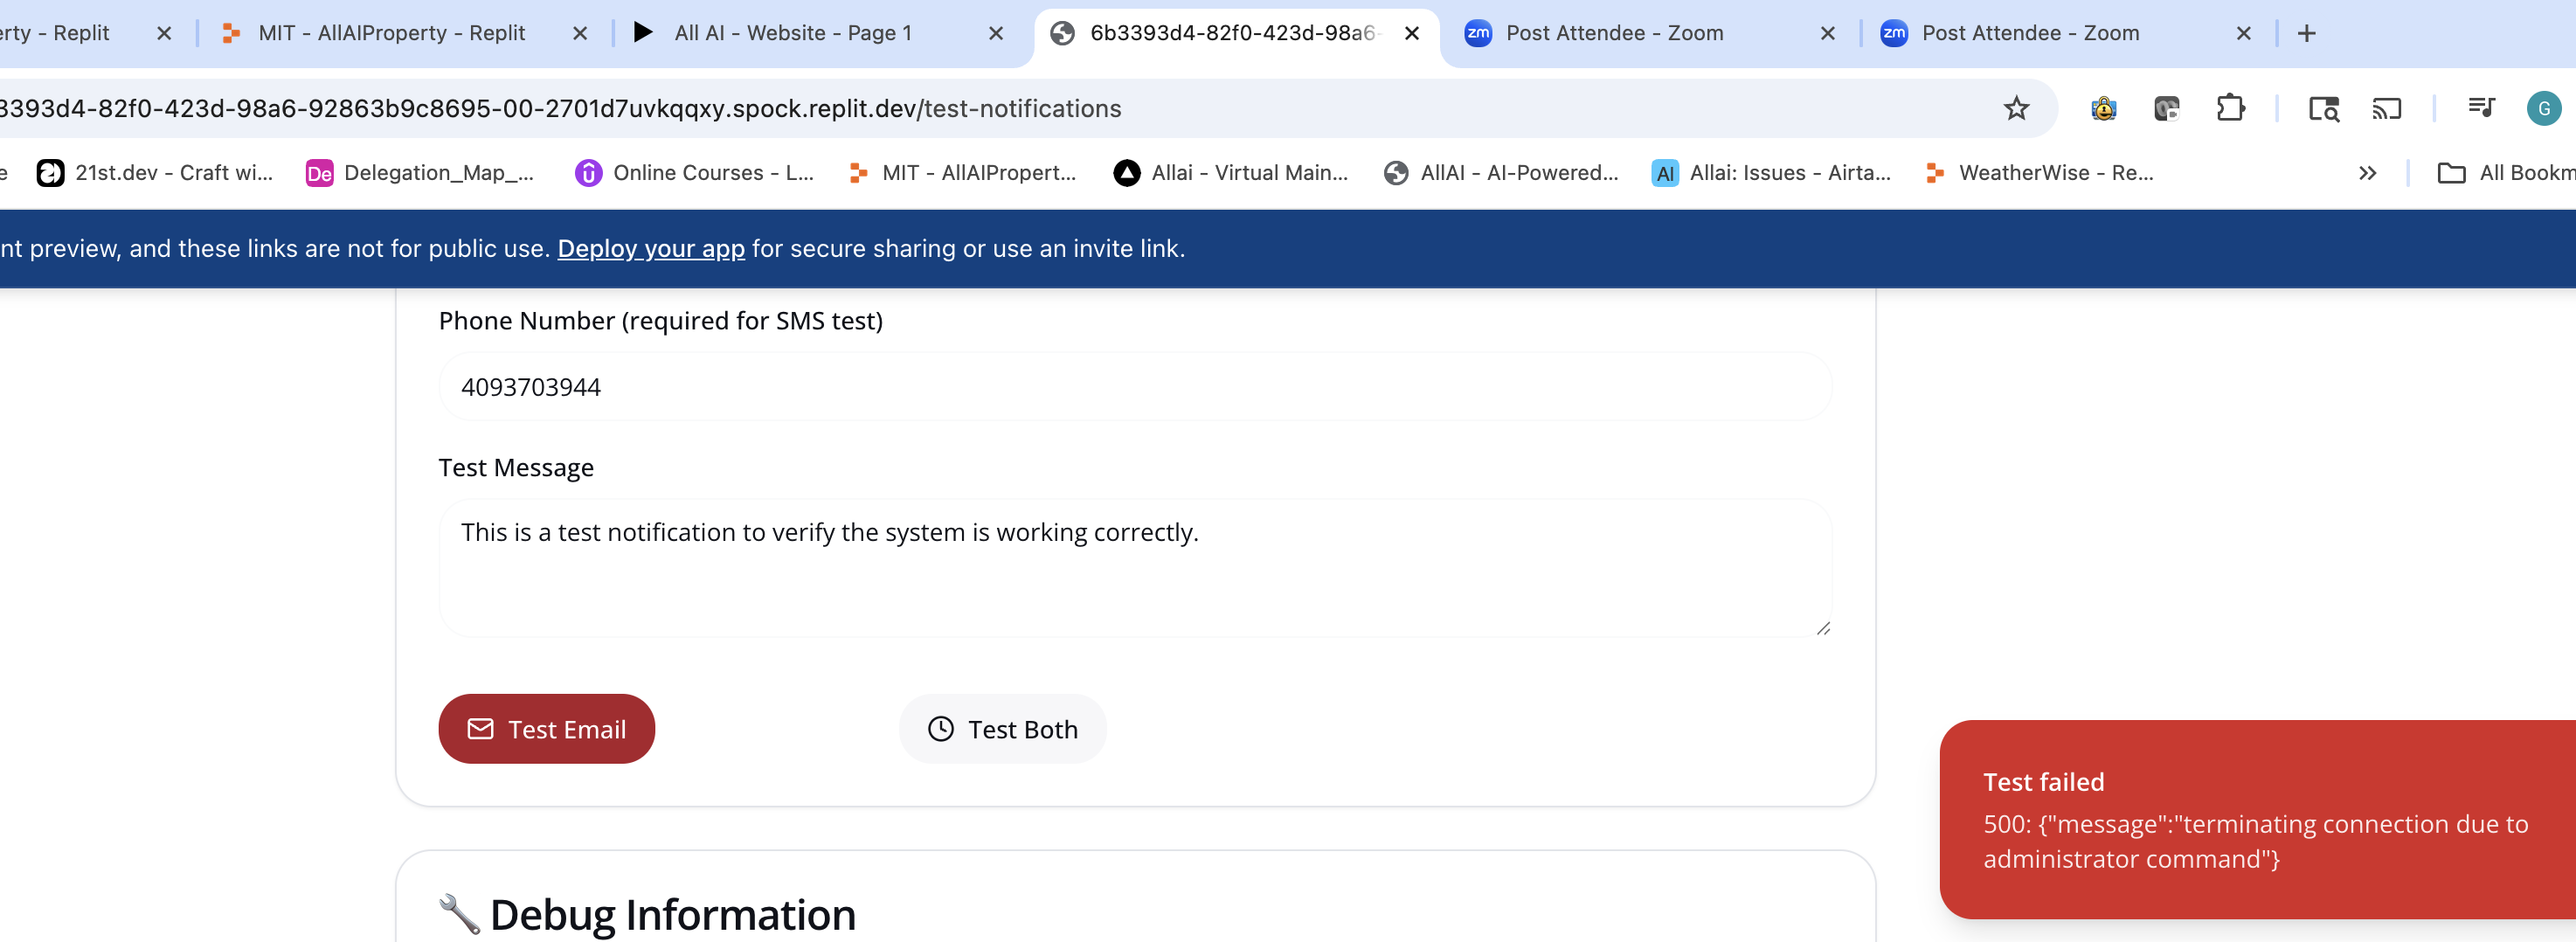 erty - Replit
MIT - AllAIProperty - Replit
All AI - Website - Page 1
6b3393d4-82f0-423d-98a6-
zm Post Attendee - Zoom
zm Post Attendee - Zoom
3393d4-82f0-423d-98a6-92863b9c8695-00-2701d7uvkqqxy.spock.replit.dev/test-notifications
G
e
21st.dev - Craft wi...
De Delegation_Map_...
Online Courses - L...
MIT - AllAIPropert...
Allai - Virtual Main...
AllAI - AI-Powered...
AI Allai: Issues - Airta...
WeatherWise - Re...
All Bookm
nt preview, and these links are not for public use. Deploy your app for secure sharing or use an invite link.
Phone Number (required for SMS test)
4093703944
Test Message
This is a test notification to verify the system is working correctly.
Test Email
Test Both
Test failed
500: {"message":"terminating connection due to
administrator command"}
Debug Information